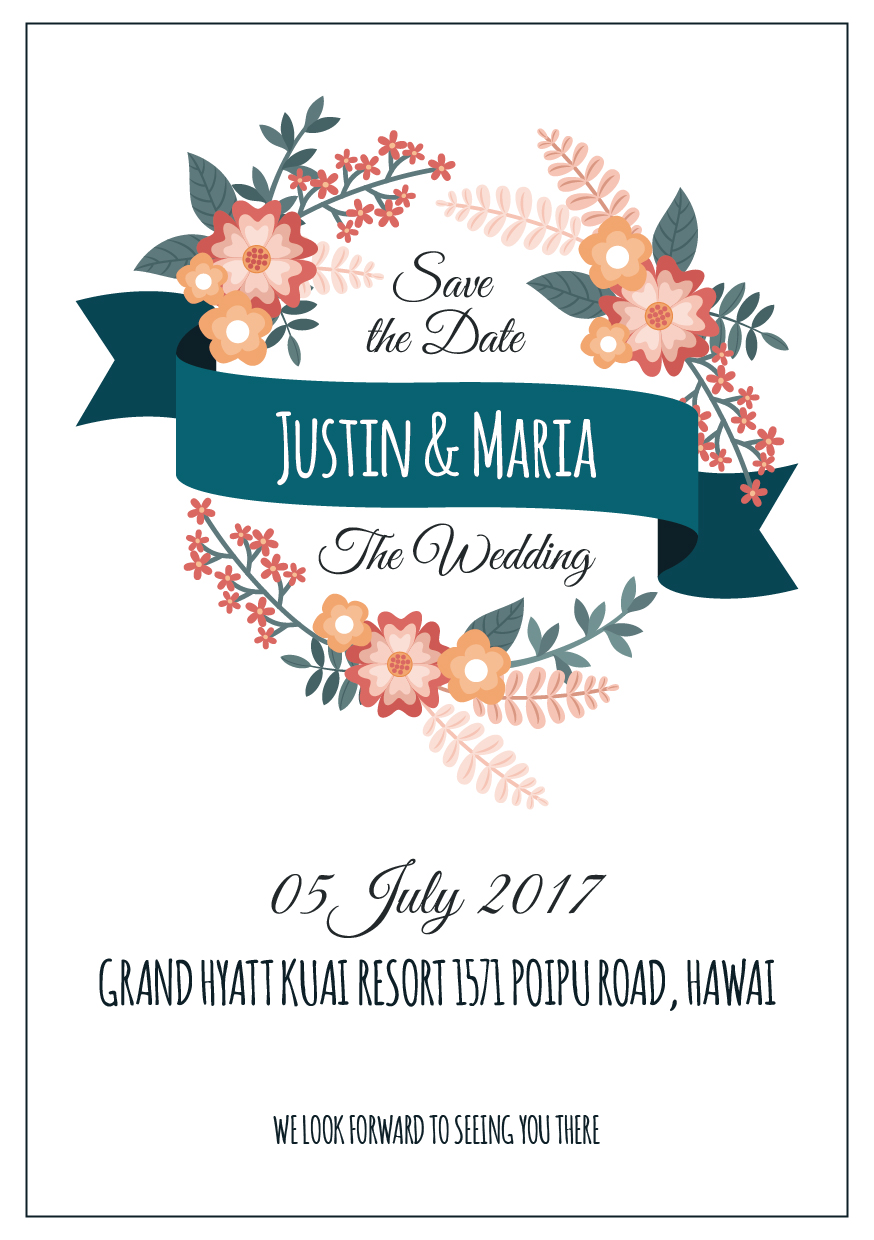 Save
the Date
JUSTIN & MARIA
The Wedding
05 July 2017
GRAND HYATT KUAI RESORT 1571 POIPU ROAD, HAWAI
WE LOOK FORWARD TO SEEING YOU THERE